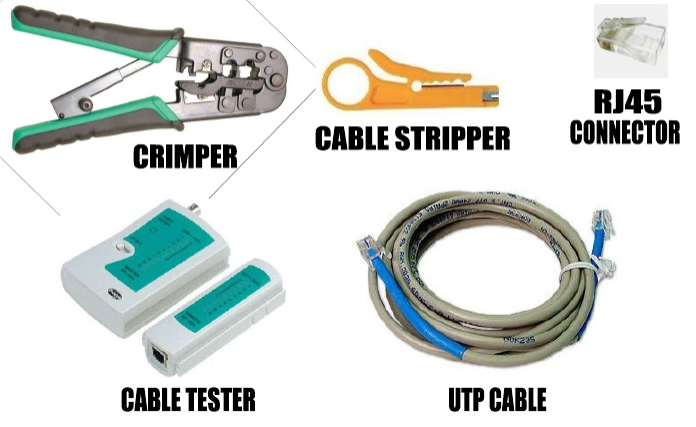 CRIMPER
CABLE STRIPPER
RJ45
CONNECTOR
CABLE TESTER
UTP CABLE